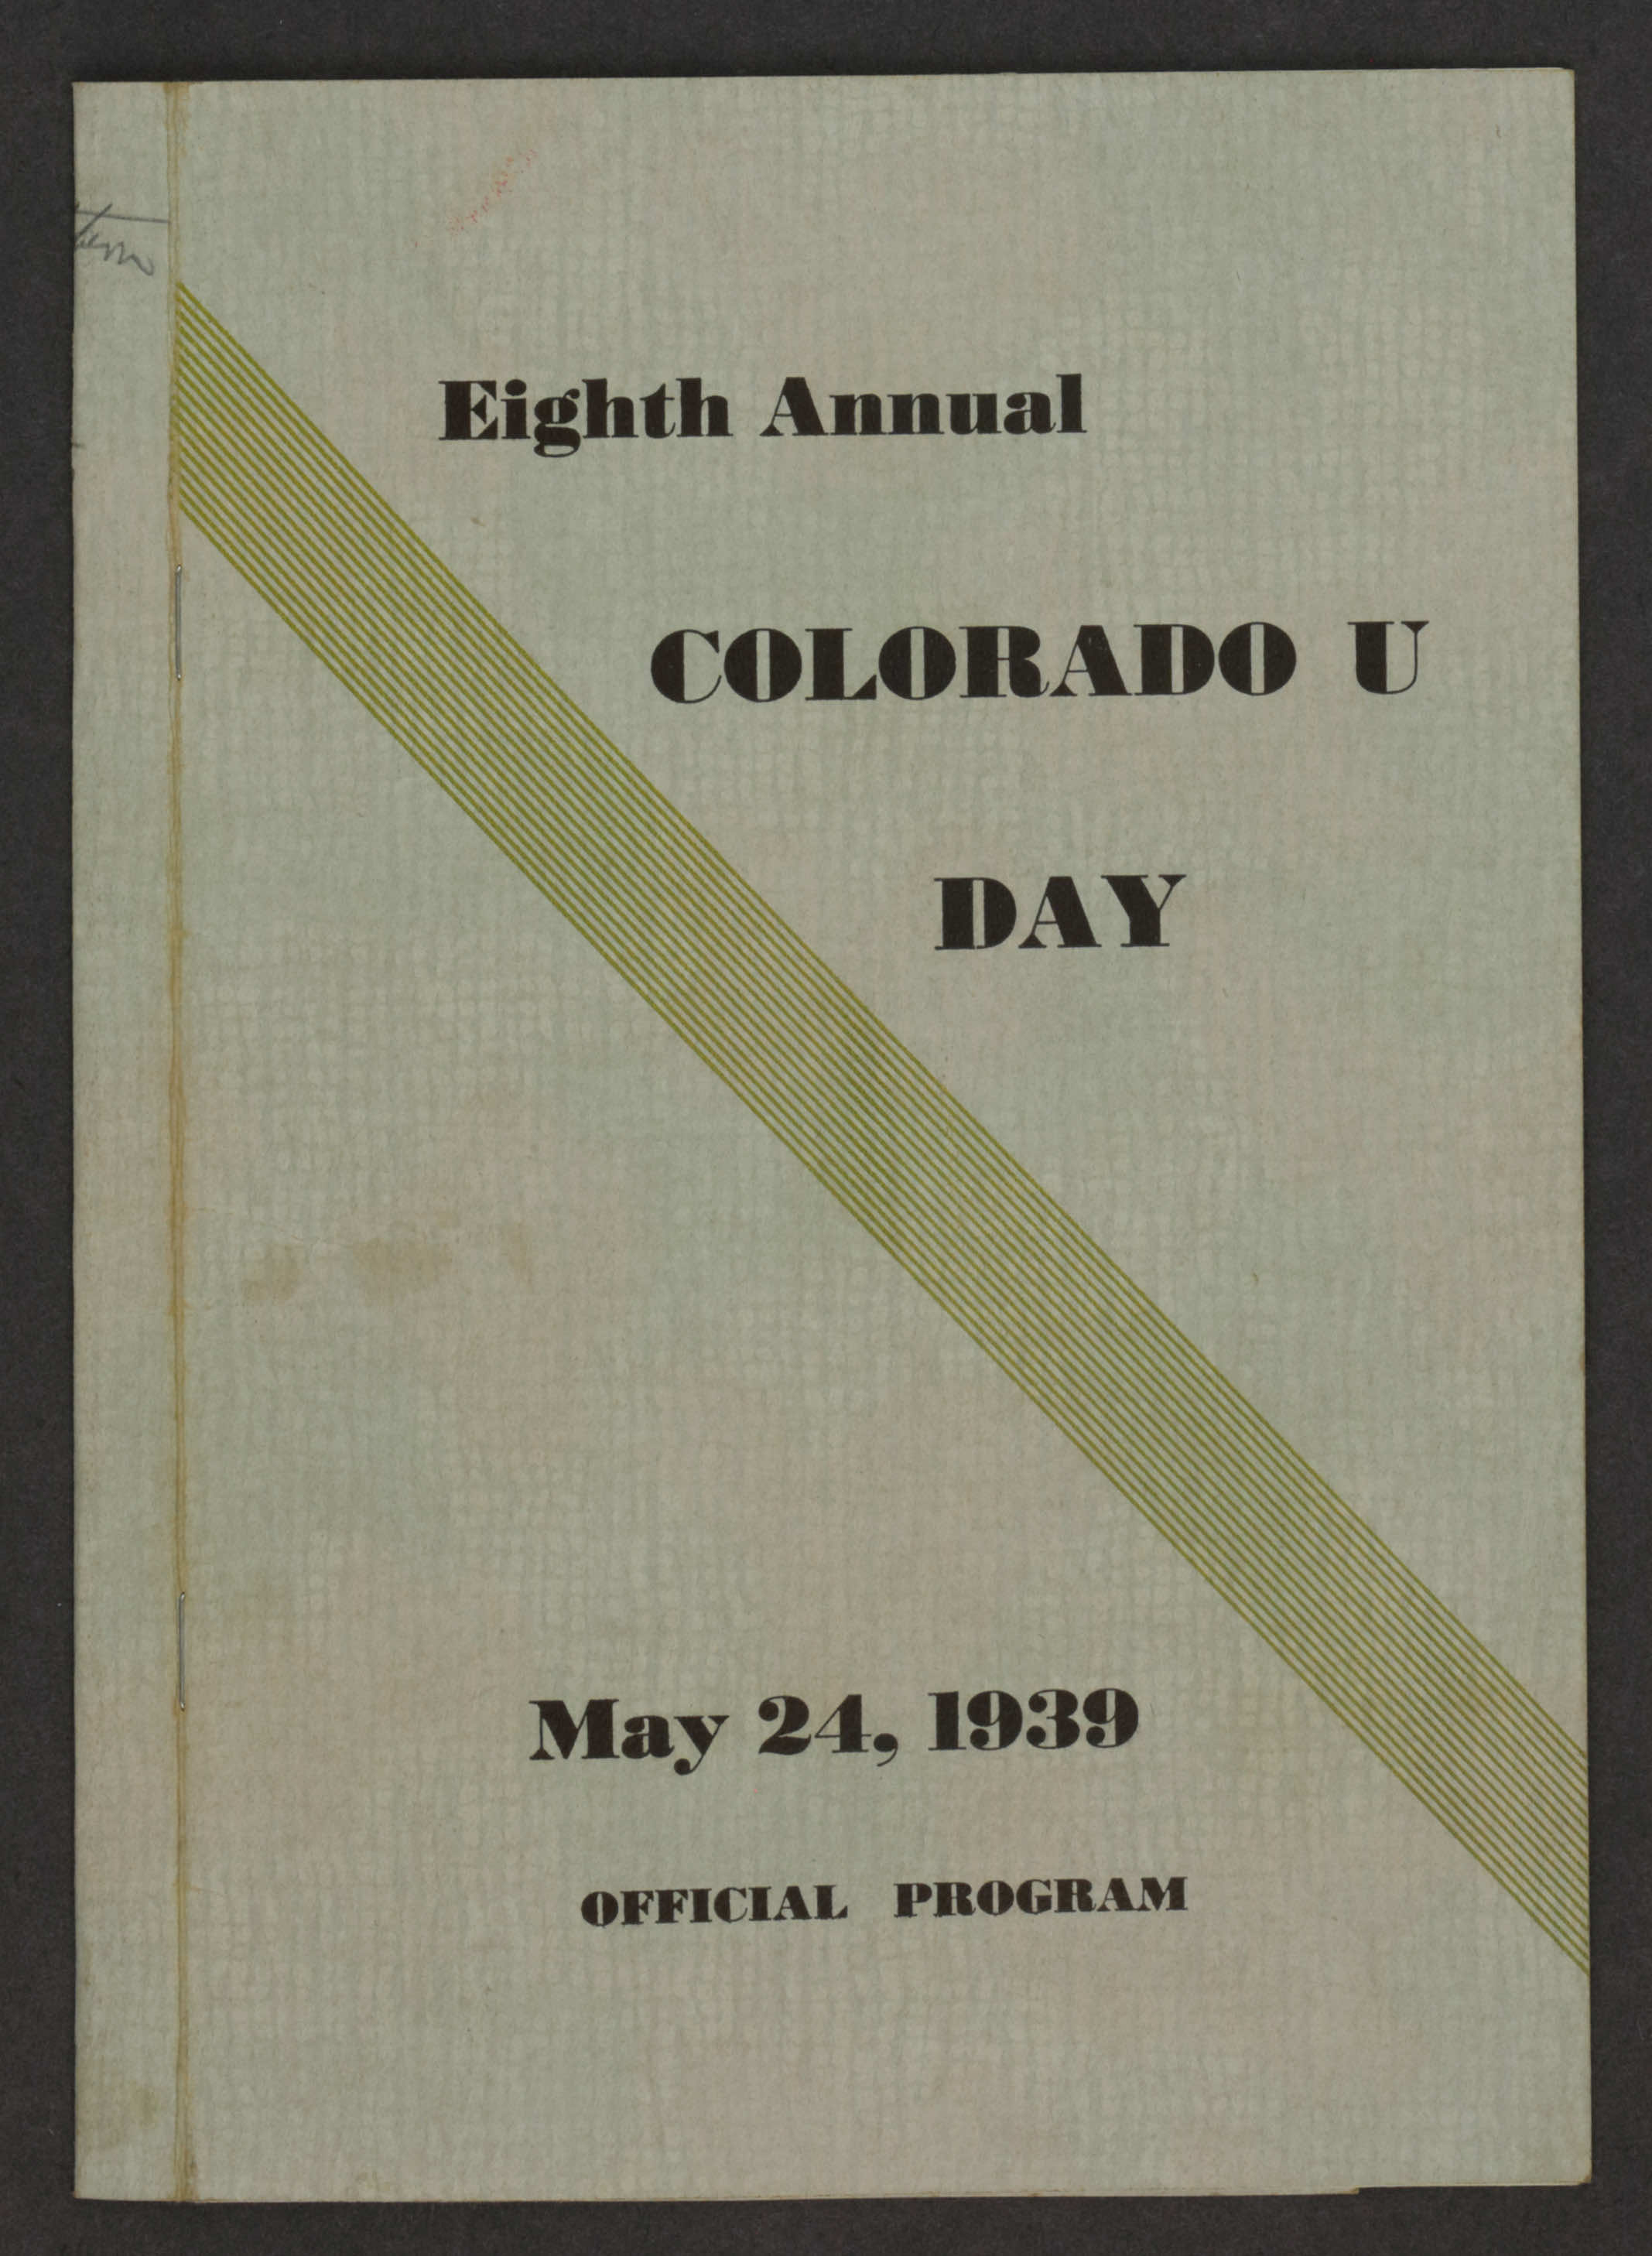 Eighth Annual
COLORADO U
DAY
May 24, 1939
OFFICIAL PROGRAM